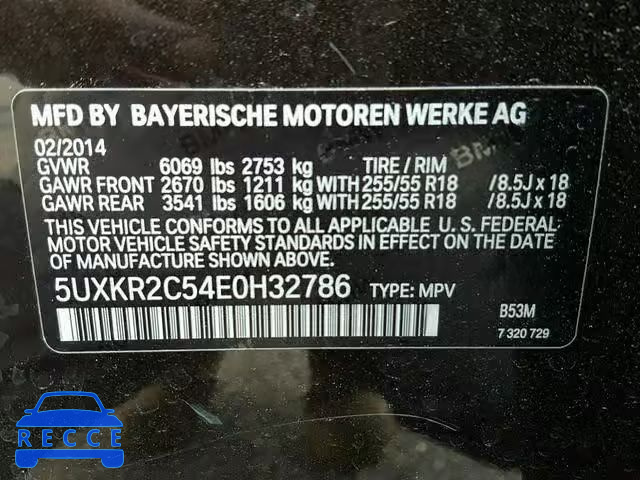 MFD BY BAYERISCHE MOTOREN WERKE AG
02/2014
GVWR 6069 lbs 2753 kg TIRE / RIM
GAWR FRONT 2670 lbs 1211 kg WITH 255/55 R18 /8.5J x 18
GAWR REAR 3541 lbs 1606 kg WITH 255/55 R18 /8.5J x 18
THIS VEHICLE CONFORMS TO ALL APPLICABLE U. S. FEDERAL
MOTOR VEHICLE SAFETY STANDARDS IN EFFECT ON THE DATE
OF MANUFACTURE SHOWN ABOVE.
5UXKR2C54E0H32786 TYPE: MPV
B53M
7 320 729
RECCE